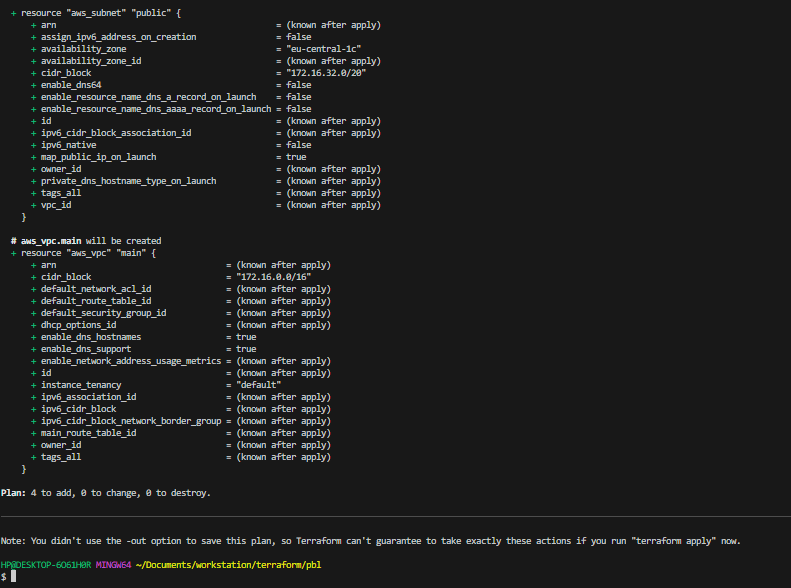 + resource "aws_subnet" "public" {
+ arn = (known after apply)
+ assign_ipv6_address_on_creation = false
+ availability_zone = "eu-central-1c"
+ availability_zone_id = (known after apply)
+ cidr_block = "172.16.32.0/20"
+ enable_dns64 = false
+ enable_resource_name_dns_a_record_on_launch = false
+ enable_resource_name_dns_aaaa_record_on_launch = false
+ id = (known after apply)
+ ipv6_cidr_block_association_id = (known after apply)
+ ipv6_native = false
+ map_public_ip_on_launch = true
+ owner_id = (known after apply)
+ private_dns_hostname_type_on_launch = (known after apply)
+ tags_all = (known after apply)
+ vpc_id = (known after apply)
}
# aws_vpc.main will be created
+ resource "aws_vpc" "main" {
+ arn = (known after apply)
+ cidr_block = "172.16.0.0/16"
+ default_network_acl_id = (known after apply)
+ default_route_table_id = (known after apply)
+ default_security_group_id = (known after apply)
+ dhcp_options_id = (known after apply)
+ enable_dns_hostnames = true
+ enable_dns_support = true
+ enable_network_address_usage_metrics = (known after apply)
+ id = (known after apply)
+ instance_tenancy = "default"
+ ipv6_association_id = (known after apply)
+ ipv6_cidr_block = (known after apply)
+ ipv6_cidr_block_network_border_group = (known after apply)
+ main_route_table_id = (known after apply)
+ owner_id = (known after apply)
+ tags_all = (known after apply)
}
Plan: 4 to add, 0 to change, 0 to destroy.
Note: You didn't use the -out option to save this plan, so Terraform can't guarantee to take exactly these actions if you run "terraform apply" now.
HP@DESKTOP-6O61H0R MINGW64 ~/Documents/workstation/terraform/pbl
$